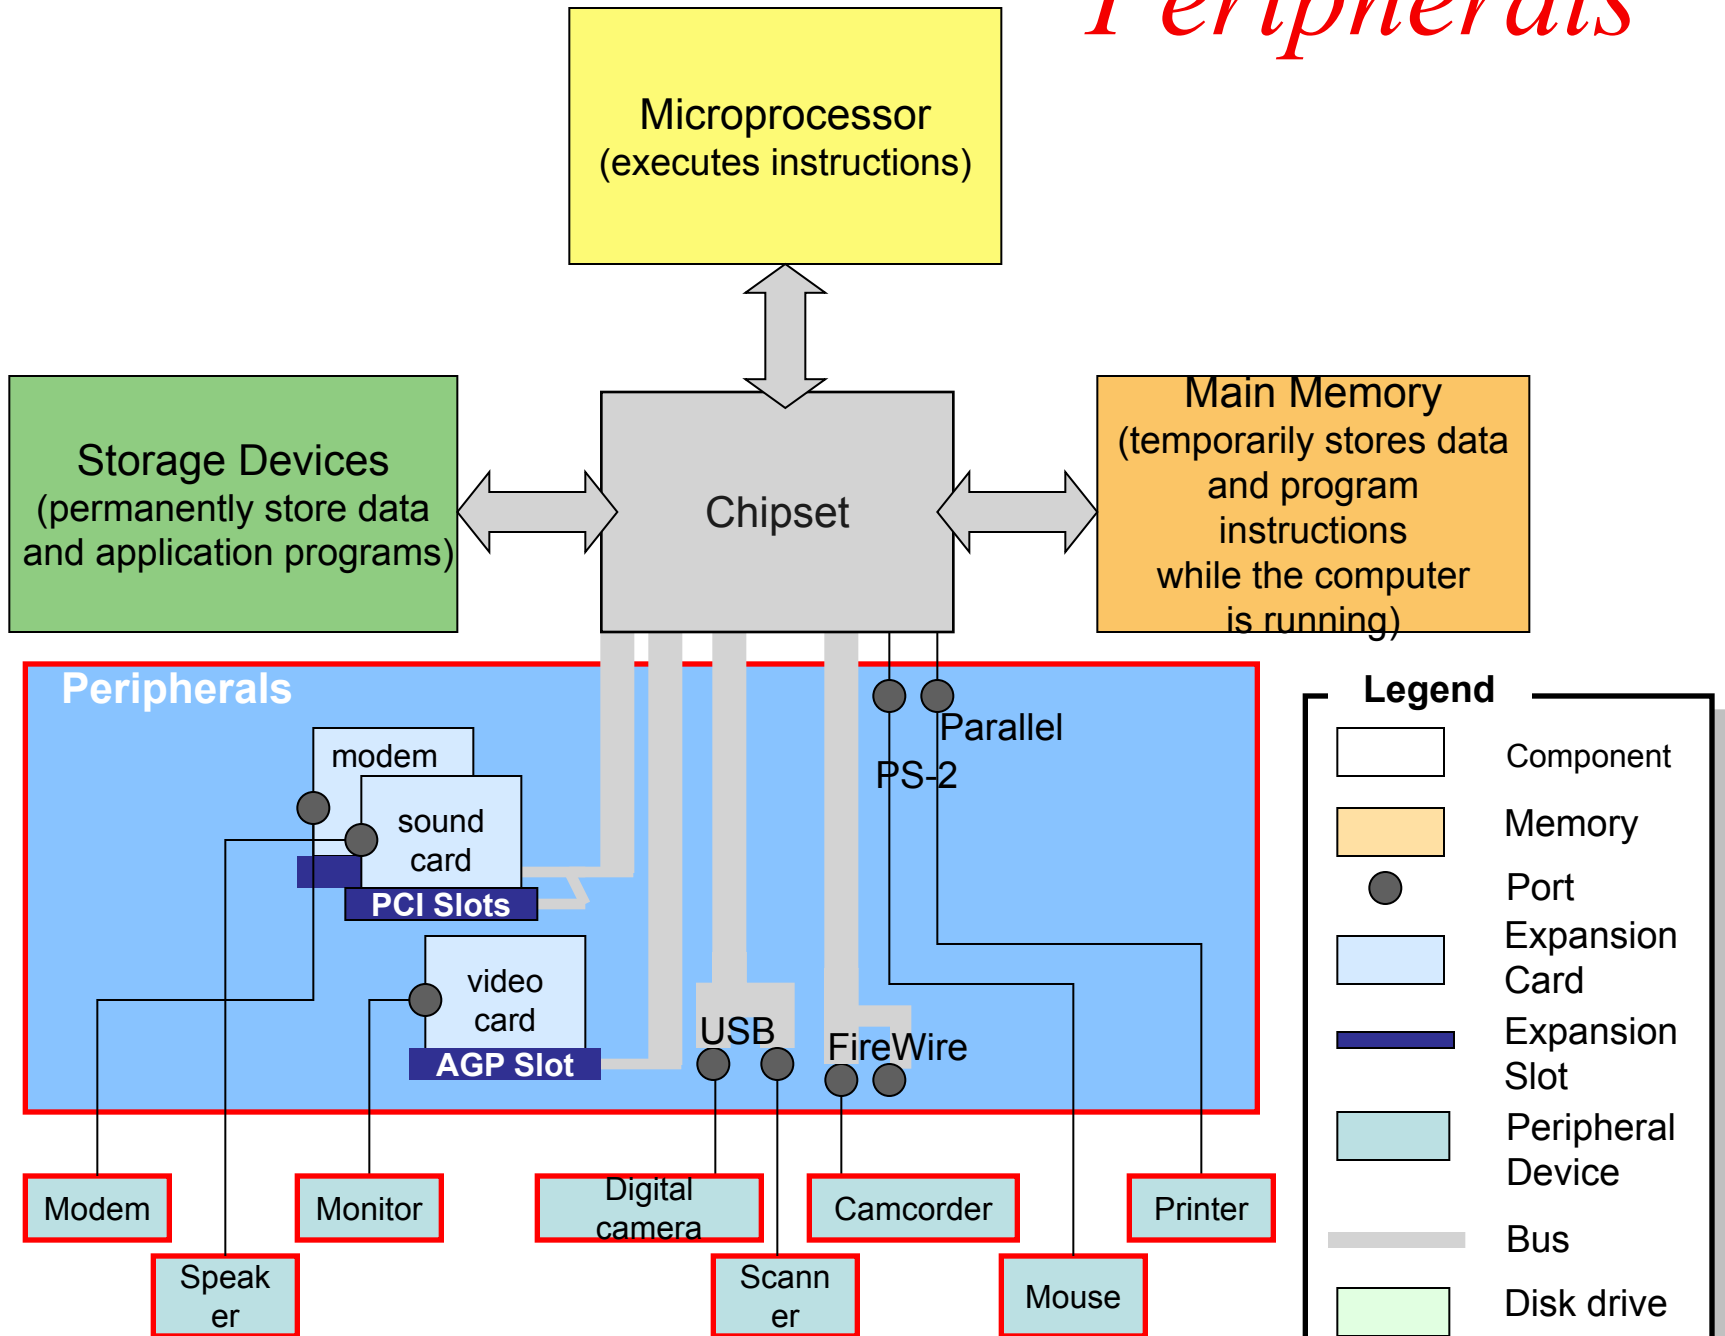 Peripherals
Microprocessor
(executes instructions)
Storage Devices
(permanently store data
and application programs)
Chipset
Main Memory
(temporarily stores data
and program
instructions
while the computer
is running)
Peripherals
modem
sound
card
PCI Slots
video
card
AGP Slot
USB
FireWire
PS-2
Parallel
Modem
Speak
er
Monitor
Digital
camera
Scann
er
Camcorder
Mouse
Printer
Legend
Component
Memory
Port
Expansion
Card
Expansion
Slot
Peripheral
Device
Bus
Disk drive